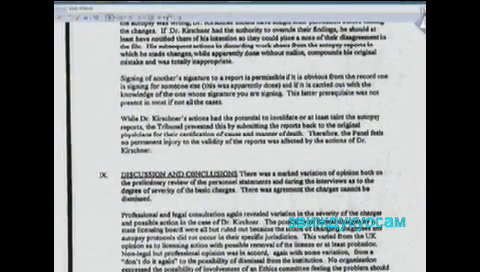 the autopsy was wrong, Dr. Kirschner should have sought their permission before making
the changes. If Dr. Kirschner had the authority to overrule their findings, he should at
least have notified them of his intention so they could place a note of their disagreement in
the file. His subsequent actions in discarding work sheets from the autopsy reports in
which he made changes, while apparently done without malice, compounds his original
mistake and was totally inappropriate.
Signing of another's signature to a report is permissible if it is obvious from the record one
is signing for someone else (this was apparently done) and if it is carried out with the
knowledge of the one whose signature you are signing. This latter prerequisite was not
present in most if not all the cases.
While Dr. Kirschner's actions had the potential to invalidate or at least taint the autopsy
reports, the Tribunal prevented this by submitting the reports back to the original
physicians for their certification of cause and manner of death. Therefore, the Panel feels
no permanent injury to the validity of the reports was affected by the actions of Dr.
Kirschner.
IX. DISCUSSION AND CONCLUSIONS There was a marked variation of opinion both on
the preliminary review of the personnel statements and during the interviews as to the
degree of severity of the basic charges. There was agreement the charges cannot be
dismissed.
Professional and legal consultation again revealed variation in the severity of the charges
and possible action in the case of Dr. Kirschner. The
state licensing board were all but ruled out because the
autopsy protocols did not occur in their specific jurisdiction. This varied from the UK
opinion as to licensing action with possible removal of the license or at least probation.
Non-legal but professional opinion was in accord, again with some variation, from a
"don't do it again" to the possibility of dismissal from the institution. No organization
expressed the possibility of involvement of an Ethics committee feeling the problem should